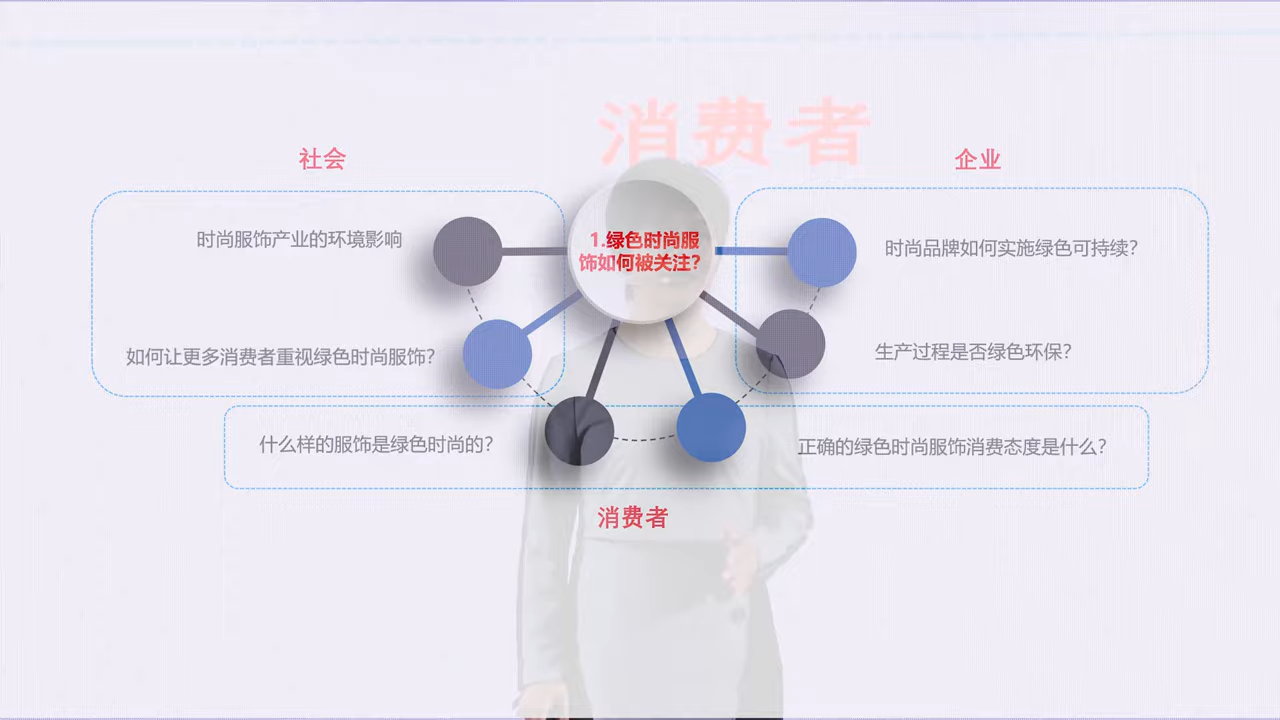 消费者
社会
企业
1.绿色时尚服
饰如何被关注?
时尚服饰产业的环境影响
时尚品牌如何实施绿色可持续?
如何让更多消费者重视绿色时尚服饰?
生产过程是否绿色环保?
什么样的服饰是绿色时尚的?
正确的绿色时尚服饰消费态度是什么?
消费者